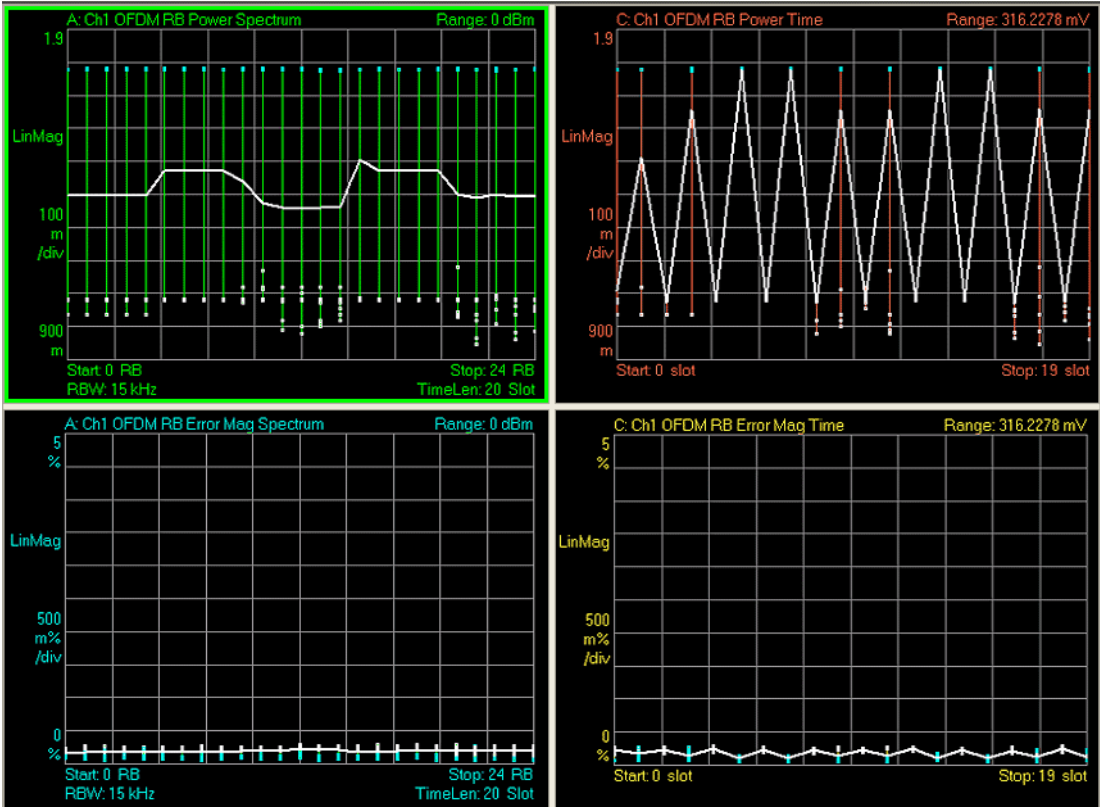 A: Ch1 OFDM RB Power Spectrum Range: 0 dBm
1.9
LinMag
100
m
/div
900
m
Start: 0 RB Stop: 24 RB
RBW: 15 kHz TimeLen: 20 Slot
C: Ch1 OFDM RB Power Time Range: 316.2278 mV
1.9
LinMag
100
m
/div
900
m
Start: 0 slot Stop: 19 slot
A: Ch1 OFDM RB Error Mag Spectrum Range: 0 dBm
5
%
LinMag
500
m%
/div
0
%
Start: 0 RB Stop: 24 RB
RBW: 15 kHz TimeLen: 20 Slot
C: Ch1 OFDM RB Error Mag Time Range: 316.2278 mV
5
%
LinMag
500
m%
/div
0
%
Start: 0 slot Stop: 19 slot